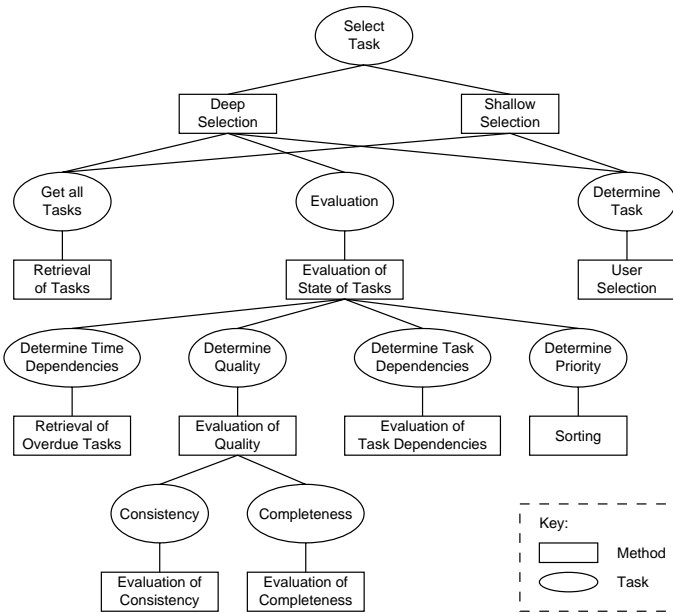 Select
Task
Deep
Selection
Shallow
Selection
Get all
Tasks
Evaluation
Determine
Task
Retrieval
of Tasks
Evaluation of
State of Tasks
User
Selection
Determine Time
Dependencies
Determine
Quality
Determine Task
Dependencies
Determine
Priority
Retrieval of
Overdue Tasks
Evaluation of
Quality
Evaluation of
Task Dependencies
Sorting
Consistency
Completeness
Evaluation of
Consistency
Evaluation of
Completeness
Key:
Method
Task